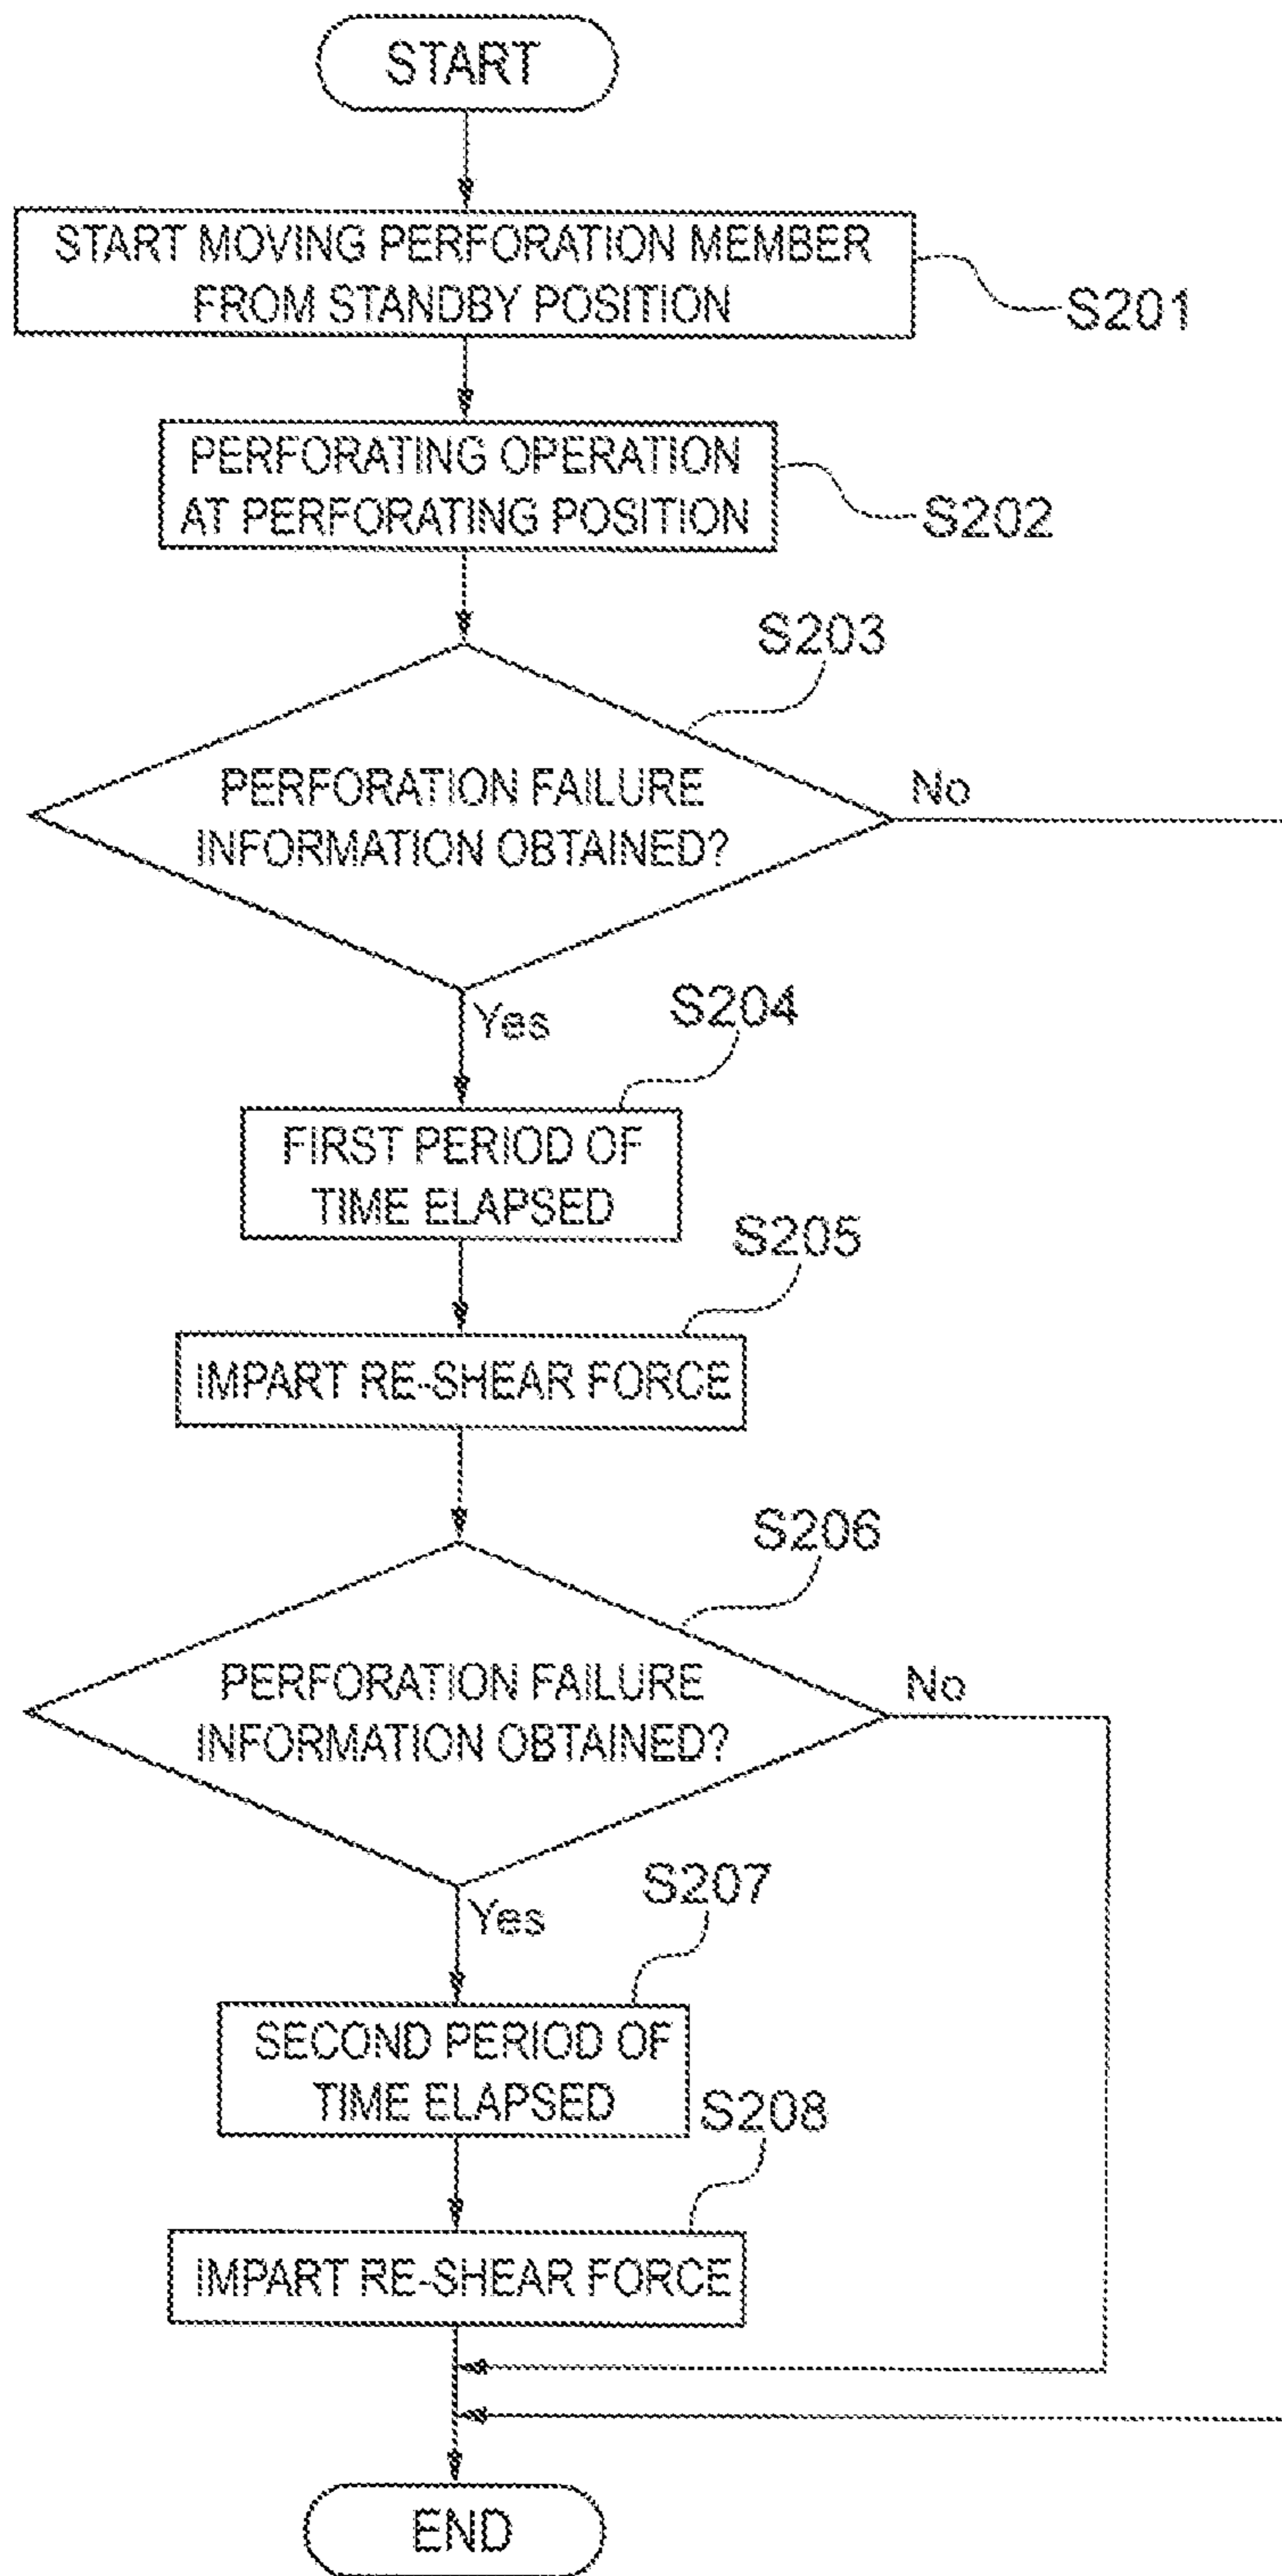 START
START MOVING PERFORATION MEMBER
FROM STANDBY POSITION
S201
PERFORATING OPERATION
AT PERFORATING POSITION
S202
S203
PERFORATION FAILURE
INFORMATION OBTAINED?
No
Yes
S204
FIRST PERIOD OF
TIME ELAPSED
S205
IMPART RE-SHEAR FORCE
S206
PERFORATION FAILURE
INFORMATION OBTAINED?
No
Yes
S207
SECOND PERIOD OF
TIME ELAPSED
S208
IMPART RE-SHEAR FORCE
END